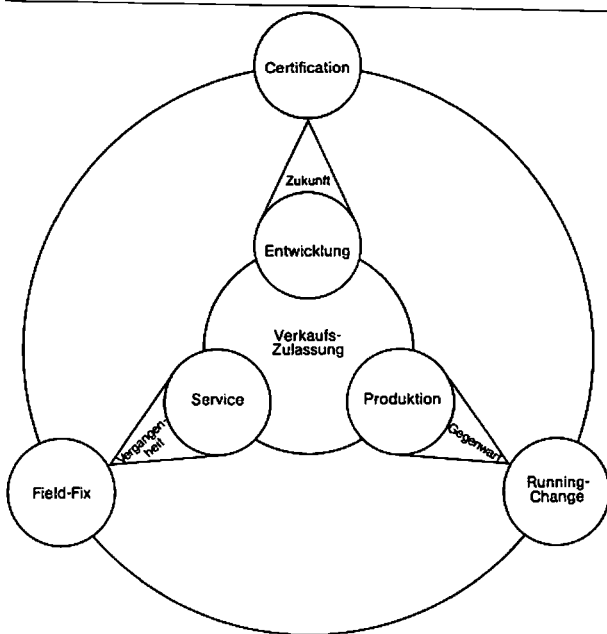 Certification
Zukunft
Entwicklung
Verkaufs-
Zulassung
Service
Produktion
Vergangen-
heit
Gegenwart
Field-Fix
Running-
Change